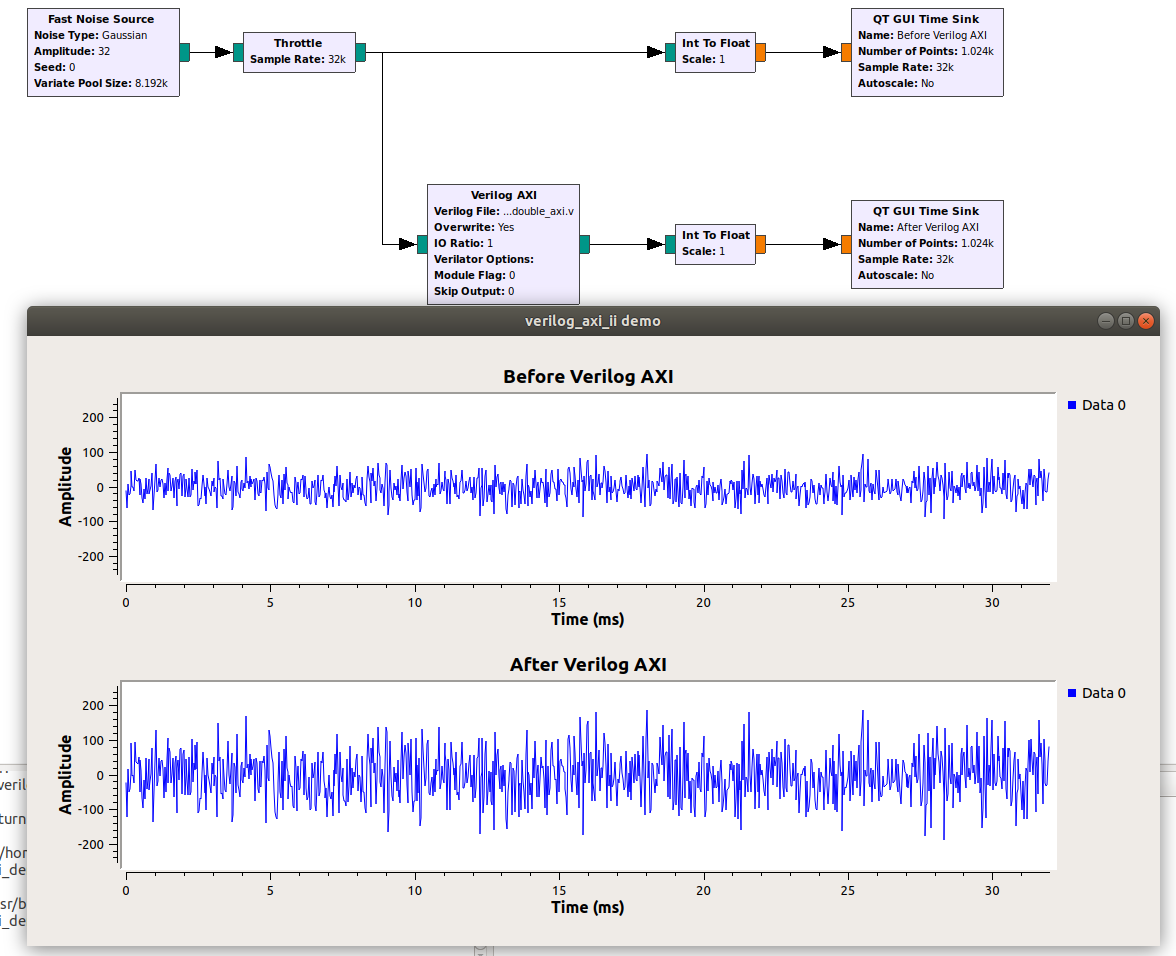 Fast Noise Source
Noise Type: Gaussian
Amplitude: 32
Seed: 0
Variate Pool Size: 8.192k
Throttle
Sample Rate: 32k
Int To Float
Scale: 1
QT GUI Time Sink
Name: Before Verilog AXI
Number of Points: 1.024k
Sample Rate: 32k
Autoscale: No
Verilog AXI
Verilog File: ...double_axi.v
Overwrite: Yes
IO Ratio: 1
Verilator Options:
Module Flag: 0
Skip Output: 0
Int To Float
Scale: 1
QT GUI Time Sink
Name: After Verilog AXI
Number of Points: 1.024k
Sample Rate: 32k
Autoscale: No
verilog_axi_ii demo
Before Verilog AXI
Data 0
200
100
0
-100
-200
Amplitude
0 5 10 15 20 25 30
Time (ms)
After Verilog AXI
Data 0
200
100
0
-100
-200
Amplitude
0 5 10 15 20 25 30
Time (ms)
veril
turn
/hor
i_de
sr/b
i_de